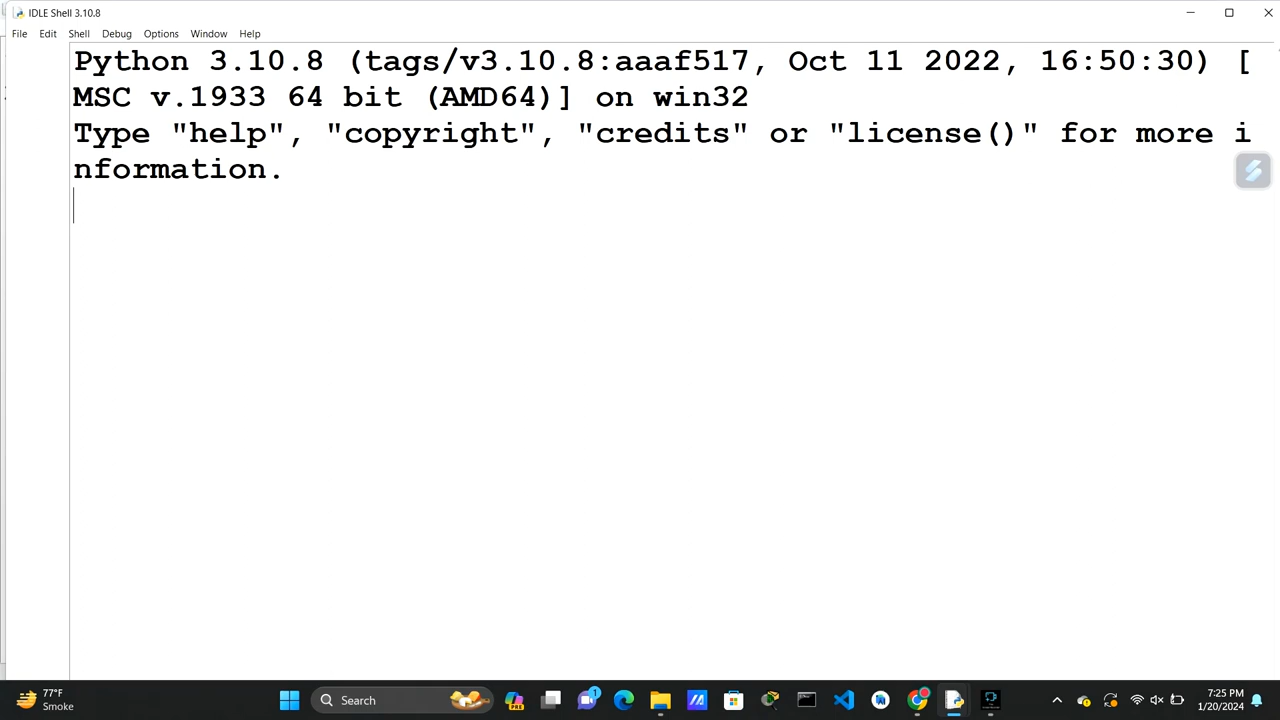 IDLE Shell 3.10.8
File Edit Shell Debug Options Window Help
Python 3.10.8 (tags/v3.10.8:aaaf517, Oct 11 2022, 16:50:30) [
MSC v.1933 64 bit (AMD64)] on win32
Type "help", "copyright", "credits" or "license()" for more i
nformation.
77°F
Smoke
Search
PRE
1
7:25 PM
1/20/2024